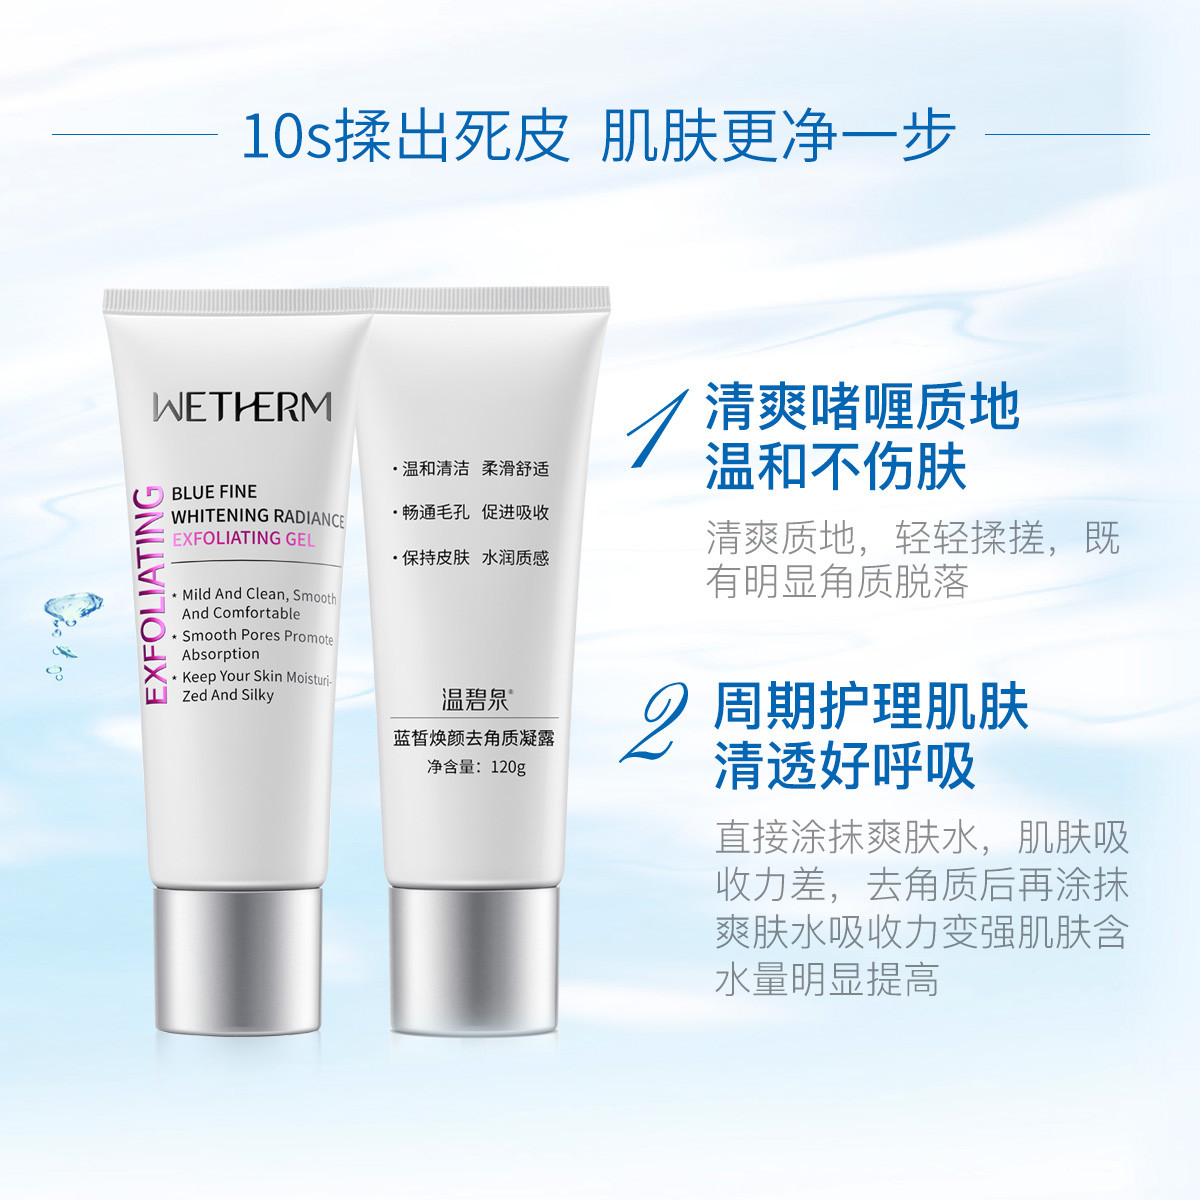 10s揉出死皮 肌肤更净一步
WETHERM
EXFOLIATING
BLUE FINE
WHITENING RADIANCE
EXFOLIATING GEL
* Mild And Clean, Smooth
And Comfortable
* Smooth Pores Promote
Absorption
* Keep Your Skin Moisturi-
Zed And Silky
·温和清洁 柔滑舒适
·畅通毛孔 促进吸收
·保持皮肤 水润质感
温碧泉®
蓝皙焕颜去角质凝露
净含量：120g
1 清爽啫喱质地
温和不伤肤
清爽质地，轻轻揉搓，既
有明显角质脱落
2 周期护理肌肤
清透好呼吸
直接涂抹爽肤水，肌肤吸
收力差，去角质后再涂抹
爽肤水吸收力变强肌肤含
水量明显提高